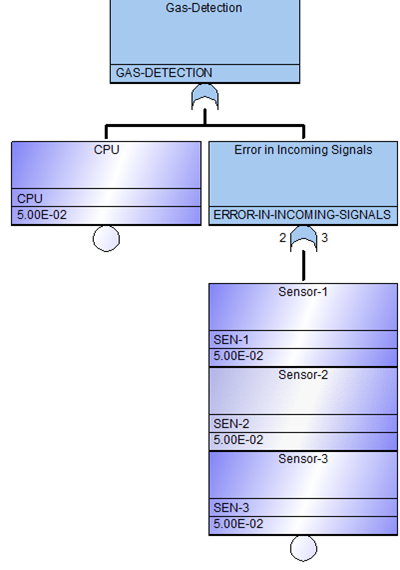 Gas-Detection
GAS-DETECTION
CPU
CPU
5.00E-02
Error in Incoming Signals
ERROR-IN-INCOMING-SIGNALS
2 3
Sensor-1
SEN-1
5.00E-02
Sensor-2
SEN-2
5.00E-02
Sensor-3
SEN-3
5.00E-02